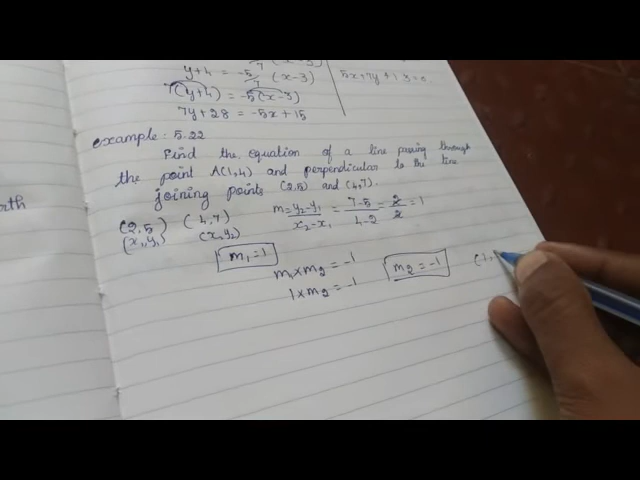 y+4 = -5/7 (x-3)
7(y+4) = -5(x-3)
7y+28 = -5x+15
5x+7y+13=0.
example: 5.22
Find the equation of a line passing through
the point A(1,4) and perpendicular to the line
joining points (2,5) and (4,7).
(2,5) (4,7)
(x₁,y₁) (x₂,y₂)
m = y₂-y₁/x₂-x₁ = 7-5/4-2 = 2/2 = 1
m₁=1
m₁×m₂ = -1
1×m₂ = -1
m₂ = -1
(1,